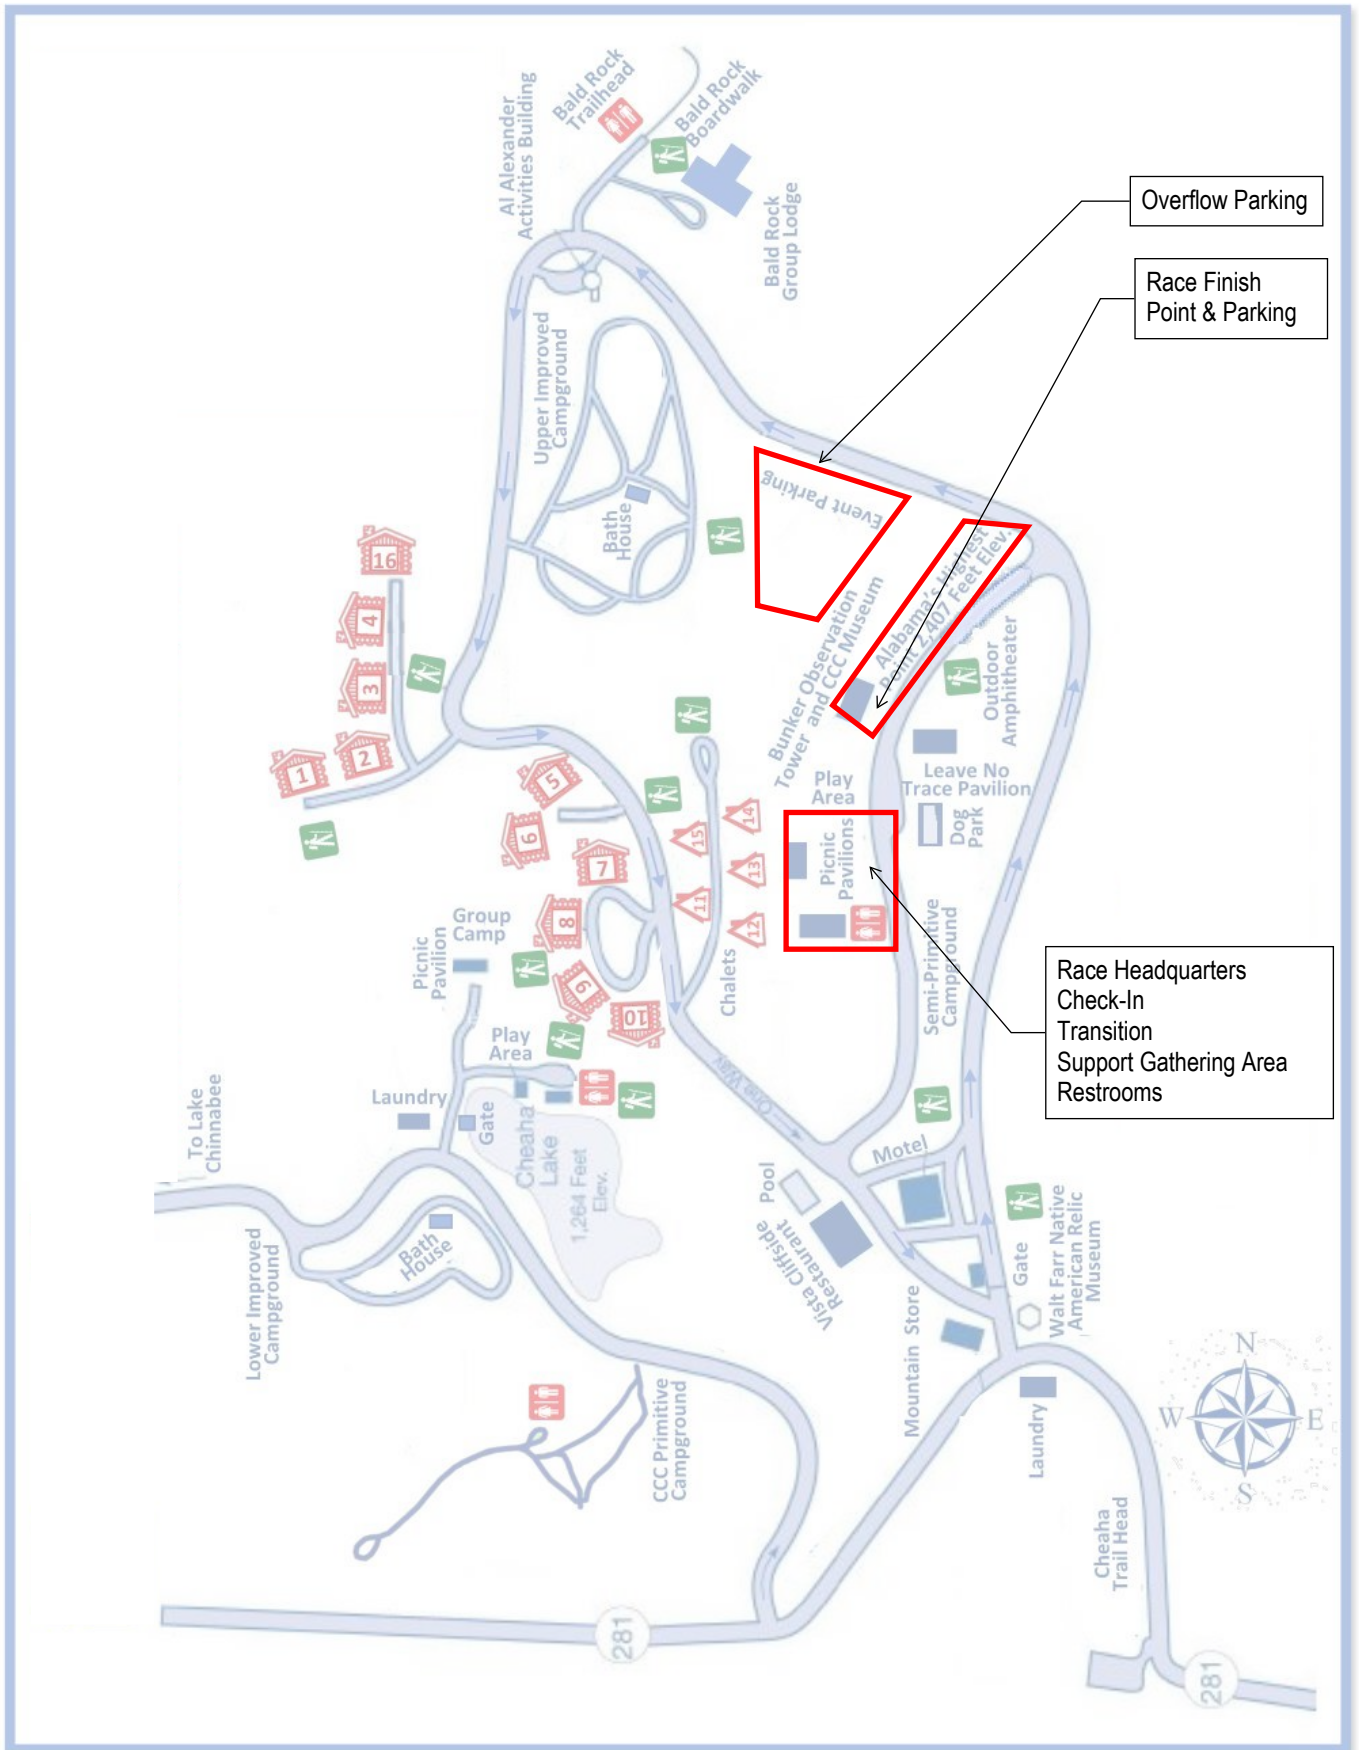 Al Alexander
Activities Building
Bald Rock
Trailhead
Bald Rock
Boardwalk
Bald Rock
Group Lodge
Overflow Parking
Race Finish
Point & Parking
Upper Improved
Campground
Bath
House
Event Parking
Alabama's Highest
Point 2,407 Feet Elev.
Bunker Observation
Tower and CCC Museum
Outdoor
Amphitheater
16
4
3
2
1
5
6
7
8
9
10
15
14
13
11
12
Chalets
Play
Area
Leave No
Trace Pavilion
Dog
Park
Picnic
Pavilions
Semi-Primitive
Campground
Race Headquarters
Check-In
Transition
Support Gathering Area
Restrooms
Group
Camp
Picnic
Pavilion
Play
Area
Laundry
Gate
Cheaha
Lake
1,264 Feet
Elev.
To Lake
Chinnabee
One Way
Motel
Pool
Vista Cliffside
Restaurant
Bath
House
Lower Improved
Campground
Mountain Store
Gate
Walt Farr Native
American Relic
Museum
CCC Primitive
Campground
Laundry
N
W
E
S
Cheaha
Trail Head
281
281